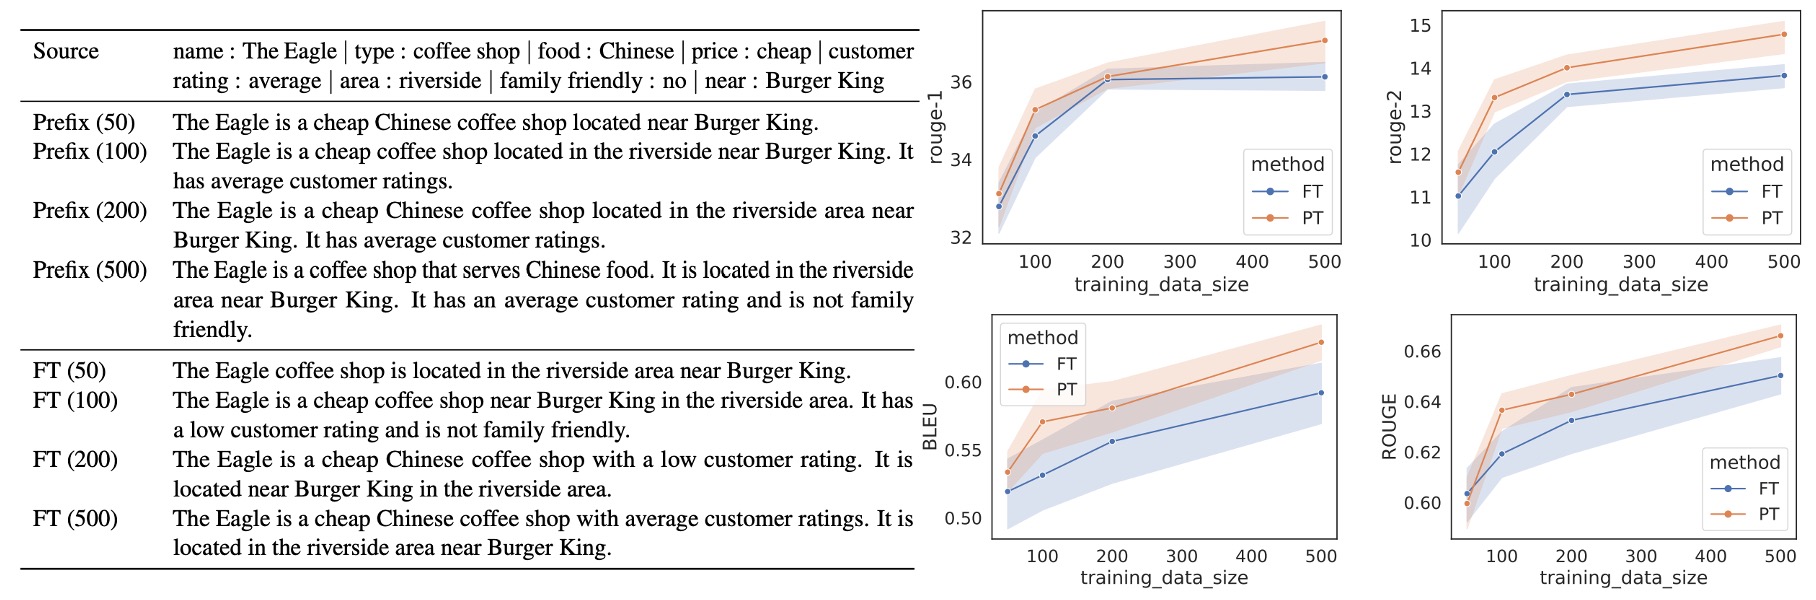 Source name : The Eagle | type : coffee shop | food : Chinese | price : cheap | customer
rating : average | area : riverside | family friendly : no | near : Burger King
Prefix (50) The Eagle is a cheap Chinese coffee shop located near Burger King.
Prefix (100) The Eagle is a cheap coffee shop located in the riverside near Burger King. It
has average customer ratings.
Prefix (200) The Eagle is a cheap Chinese coffee shop located in the riverside area near
Burger King. It has average customer ratings.
Prefix (500) The Eagle is a coffee shop that serves Chinese food. It is located in the riverside
area near Burger King. It has an average customer rating and is not family
friendly.
FT (50) The Eagle coffee shop is located in the riverside area near Burger King.
FT (100) The Eagle is a cheap coffee shop near Burger King in the riverside area. It has
a low customer rating and is not family friendly.
FT (200) The Eagle is a cheap Chinese coffee shop with a low customer rating. It is
located near Burger King in the riverside area.
FT (500) The Eagle is a cheap Chinese coffee shop with average customer ratings. It is
located in the riverside area near Burger King.
rouge-1
36
34
32
method
FT
PT
100 200 300 400 500
training_data_size
rouge-2
15
14
13
12
11
10
method
FT
PT
100 200 300 400 500
training_data_size
BLEU
0.60
0.55
0.50
method
FT
PT
100 200 300 400 500
training_data_size
ROUGE
0.66
0.64
0.62
0.60
method
FT
PT
100 200 300 400 500
training_data_size